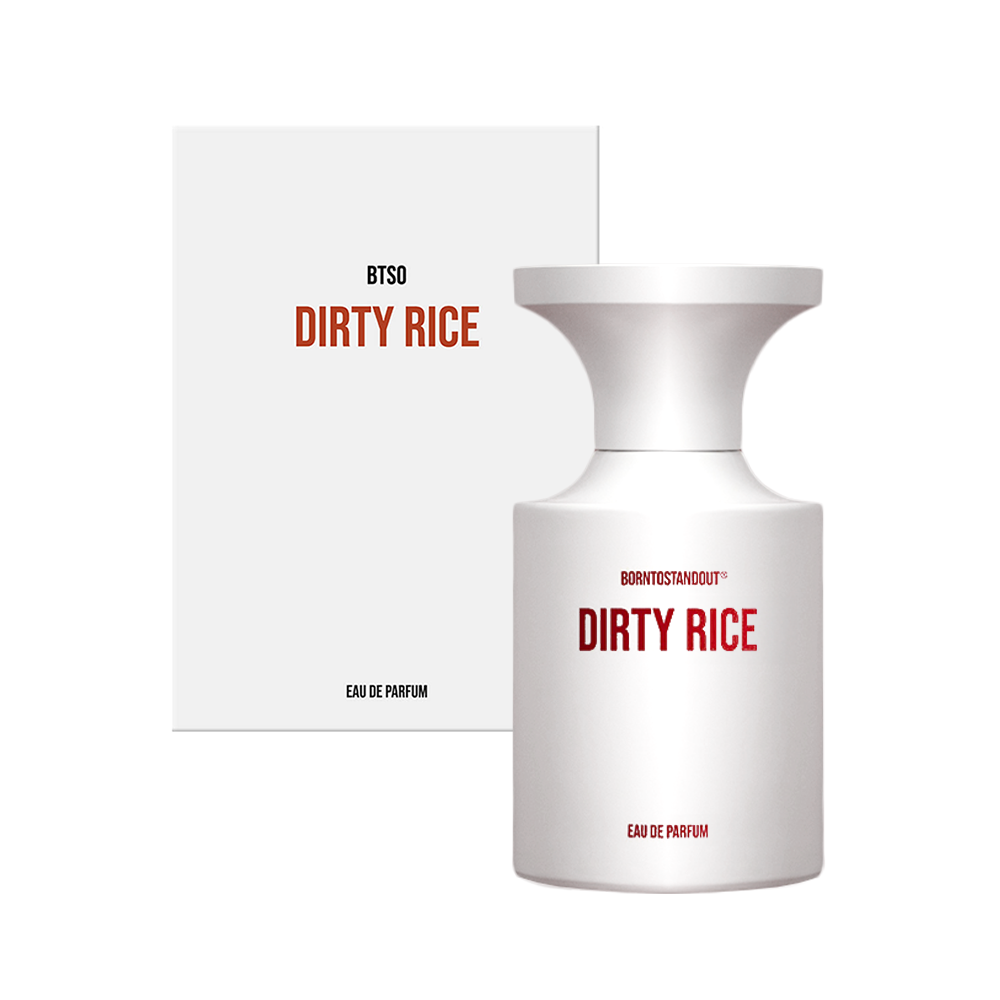 BTSO
DIRTY RICE
EAU DE PARFUM
BORNTOSTANDOUT®
DIRTY RICE
EAU DE PARFUM